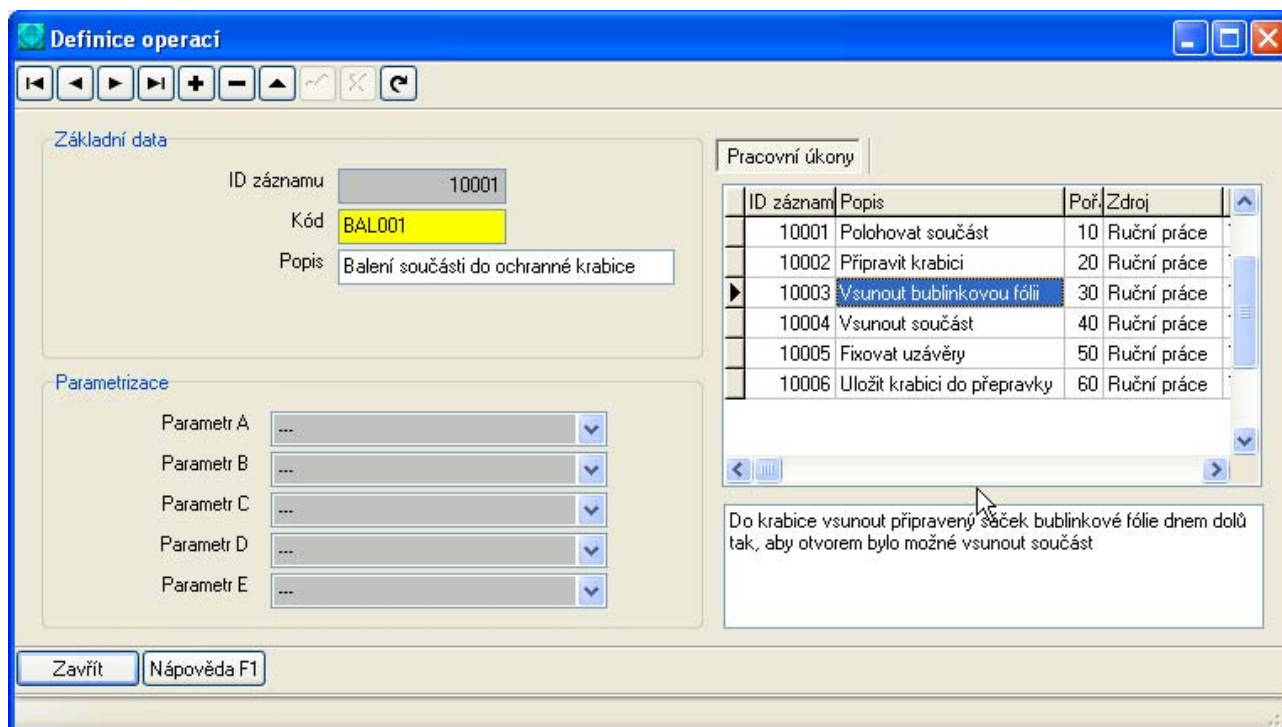 Definice operací
Základní data
ID záznamu 10001
Kód BAL001
Popis Balení součásti do ochranné krabice
Parametrizace
Parametr A ---
Parametr B ---
Parametr C ---
Parametr D ---
Parametr E ---
Pracovní úkony
ID záznam Popis Poř. Zdroj
10001 Polohovat součást 10 Ruční práce
10002 Připravit krabici 20 Ruční práce
10003 Vsunout bublinkovou fólii 30 Ruční práce
10004 Vsunout součást 40 Ruční práce
10005 Fixovat uzávěry 50 Ruční práce
10006 Uložit krabici do přepravky 60 Ruční práce
Do krabice vsunout připravený sáček bublinkové fólie dnem dolů
tak, aby otvorem bylo možné vsunout součást
Zavřít Nápověda F1